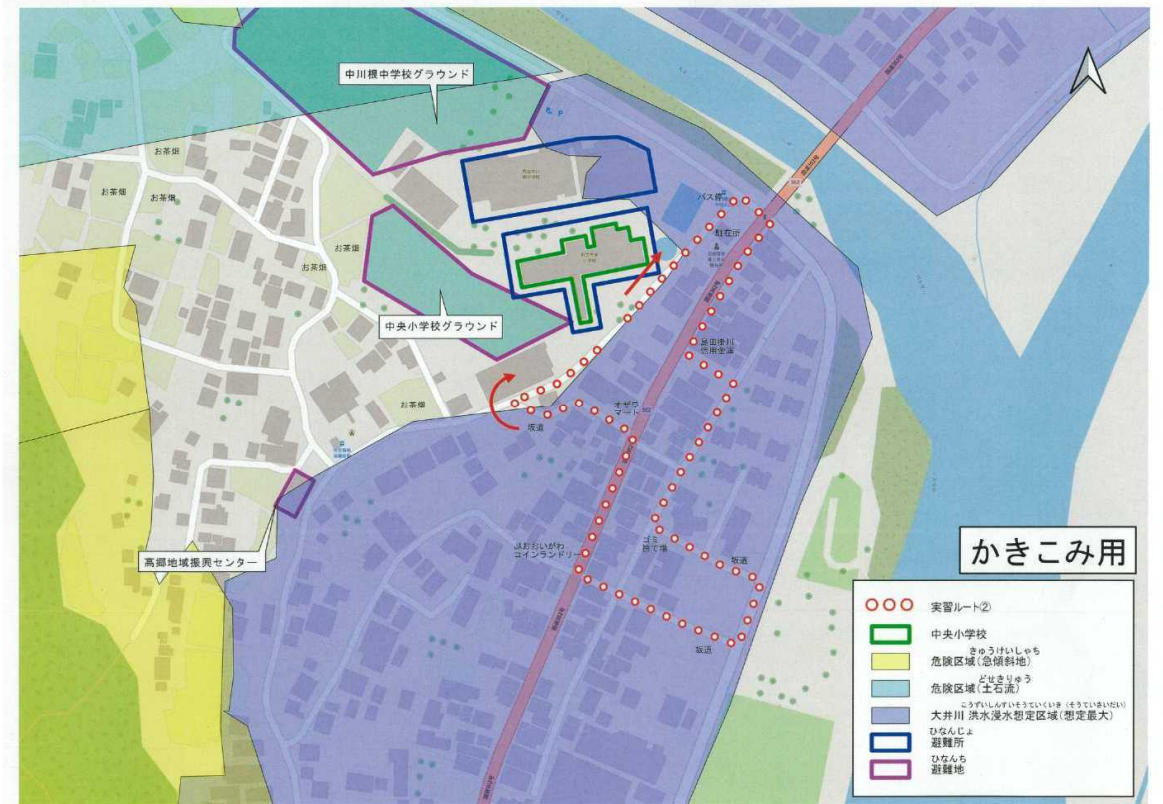 中川根中学校グラウンド
お茶畑
お茶畑
お茶畑
お茶畑
お茶畑
バス停
駐在所
国道362号
中央小学校グラウンド
島田掛川
信用金庫
お茶畑
オザワ
マート
362
坂道
ゴミ
捨て場
JAおおいがわ
コインランドリー
高郷地域振興センター
坂道
坂道
かきこみ用
実習ルート②
中央小学校
きゅうけいしゃち
危険区域(急傾斜地)
どせきりゅう
危険区域(土石流)
こうずいしんすいそうていくいき (そうていさいだい)
大井川 洪水浸水想定区域(想定最大)
ひなんじょ
避難所
ひなんち
避難地